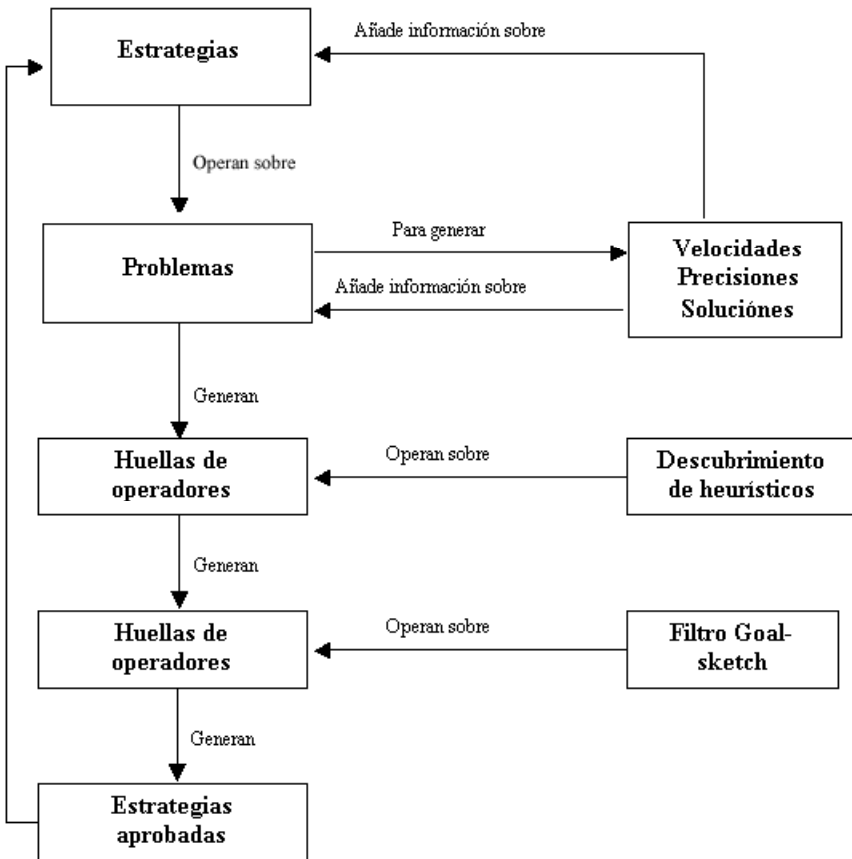 Añade información sobre
Estrategias
Operan sobre
Para generar
Problemas
Velocidades
Precisiones
Soluciónes
Añade información sobre
Generan
Huellas de
operadores
Operan sobre
Descubrimiento
de heurísticos
Generan
Huellas de
operadores
Operan sobre
Filtro Goal-
sketch
Generan
Estrategias
aprobadas